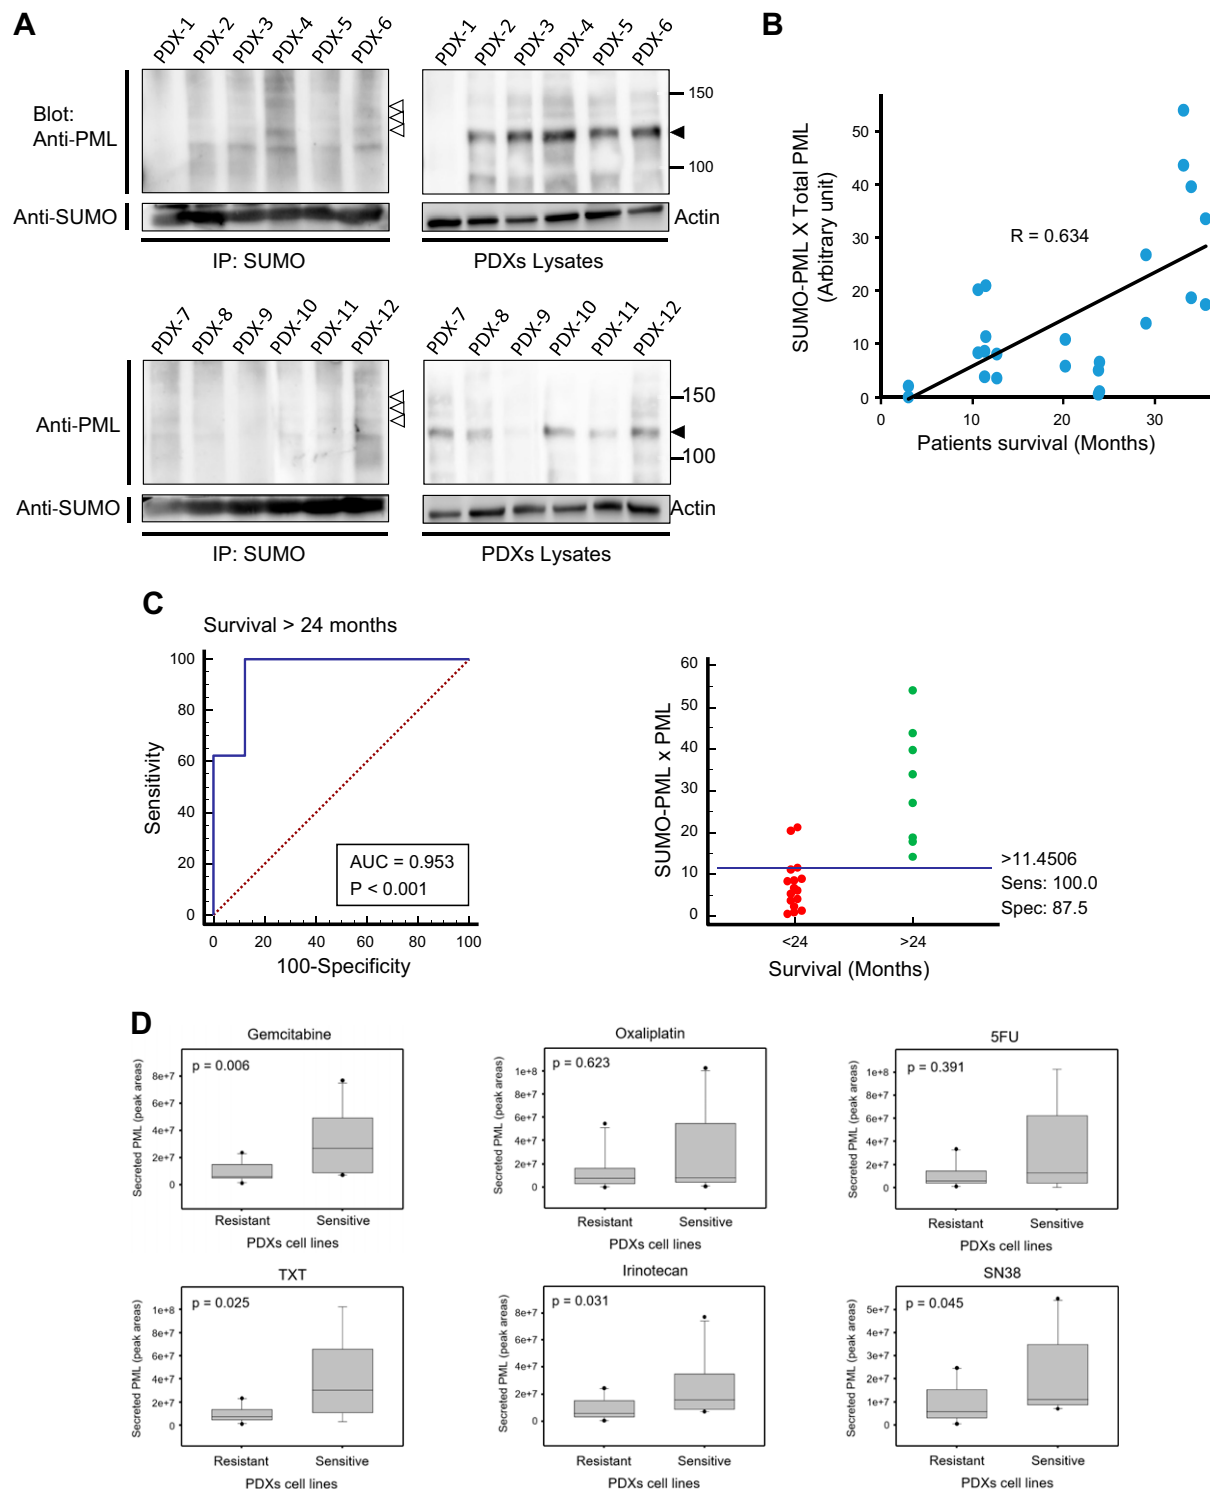 A
PDX-1 PDX-2 PDX-3 PDX-4 PDX-5 PDX-6
PDX-1 PDX-2 PDX-3 PDX-4 PDX-5 PDX-6
Blot:
Anti-PML
150
100
Anti-SUMO
Actin
IP: SUMO
PDXs Lysates
PDX-7 PDX-8 PDX-9 PDX-10 PDX-11 PDX-12
PDX-7 PDX-8 PDX-9 PDX-10 PDX-11 PDX-12
Anti-PML
150
100
Anti-SUMO
Actin
IP: SUMO
PDXs Lysates
B
SUMO-PML X Total PML
(Arbitrary unit)
50
40
30
20
10
0
R = 0.634
0 10 20 30
Patients survival (Months)
C
Survival > 24 months
Sensitivity
100
80
60
40
20
0
AUC = 0.953
P < 0.001
0 20 40 60 80 100
100-Specificity
SUMO-PML x PML
60
50
40
30
20
10
0
>11.4506
Sens: 100.0
Spec: 87.5
<24 >24
Survival (Months)
D
Gemcitabine
p = 0.006
Secreted PML (peak areas)
8e+7
6e+7
4e+7
2e+7
0
Resistant Sensitive
PDXs cell lines
Oxaliplatin
p = 0.623
Secreted PML (peak areas)
1e+8
8e+7
6e+7
4e+7
2e+7
0
Resistant Sensitive
PDXs cell lines
5FU
p = 0.391
Secreted PML (peak areas)
1e+8
8e+7
6e+7
4e+7
2e+7
0
Resistant Sensitive
PDXs cell lines
TXT
p = 0.025
Secreted PML (peak areas)
1e+8
8e+7
6e+7
4e+7
2e+7
0
Resistant Sensitive
PDXs cell lines
Irinotecan
p = 0.031
Secreted PML (peak areas)
8e+7
6e+7
4e+7
2e+7
0
Resistant Sensitive
PDXs cell lines
SN38
p = 0.045
Secreted PML (peak areas)
5e+7
4e+7
3e+7
2e+7
1e+7
0
Resistant Sensitive
PDXs cell lines